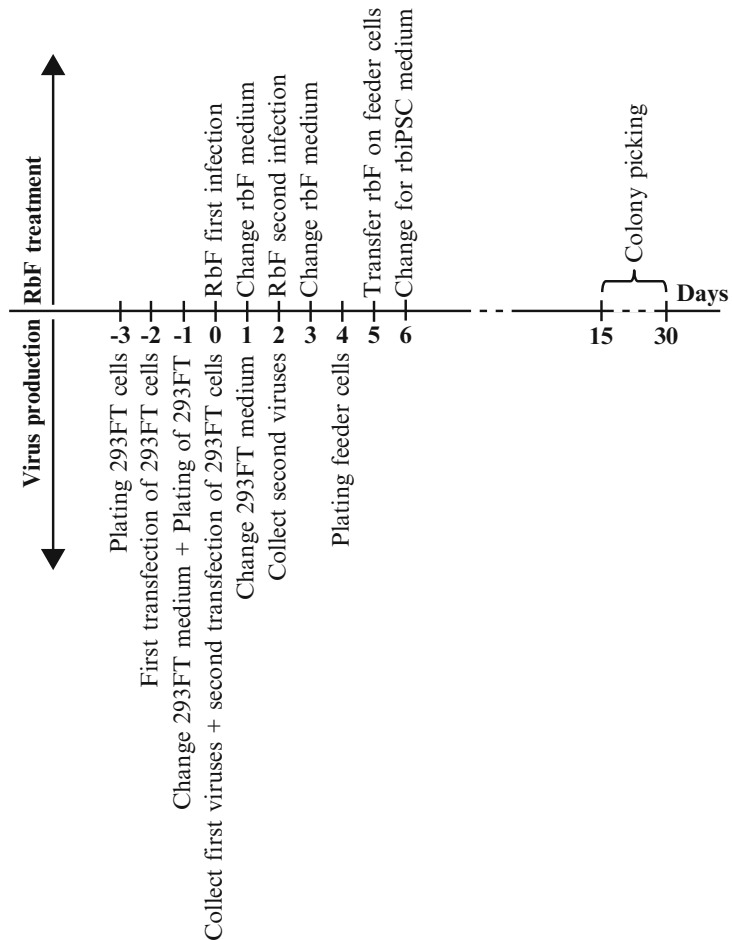 RbF treatment
Virus production
RbF first infection
Change rbF medium
RbF second infection
Change rbF medium
Transfer rbF on feeder cells
Change for rbiPSC medium
Colony picking
Days
-3 -2 -1 0 1 2 3 4 5 6 15 30
Plating 293FT cells
First transfection of 293FT cells
Change 293FT medium + Plating of 293FT
Collect first viruses + second transfection of 293FT cells
Change 293FT medium
Collect second viruses
Plating feeder cells